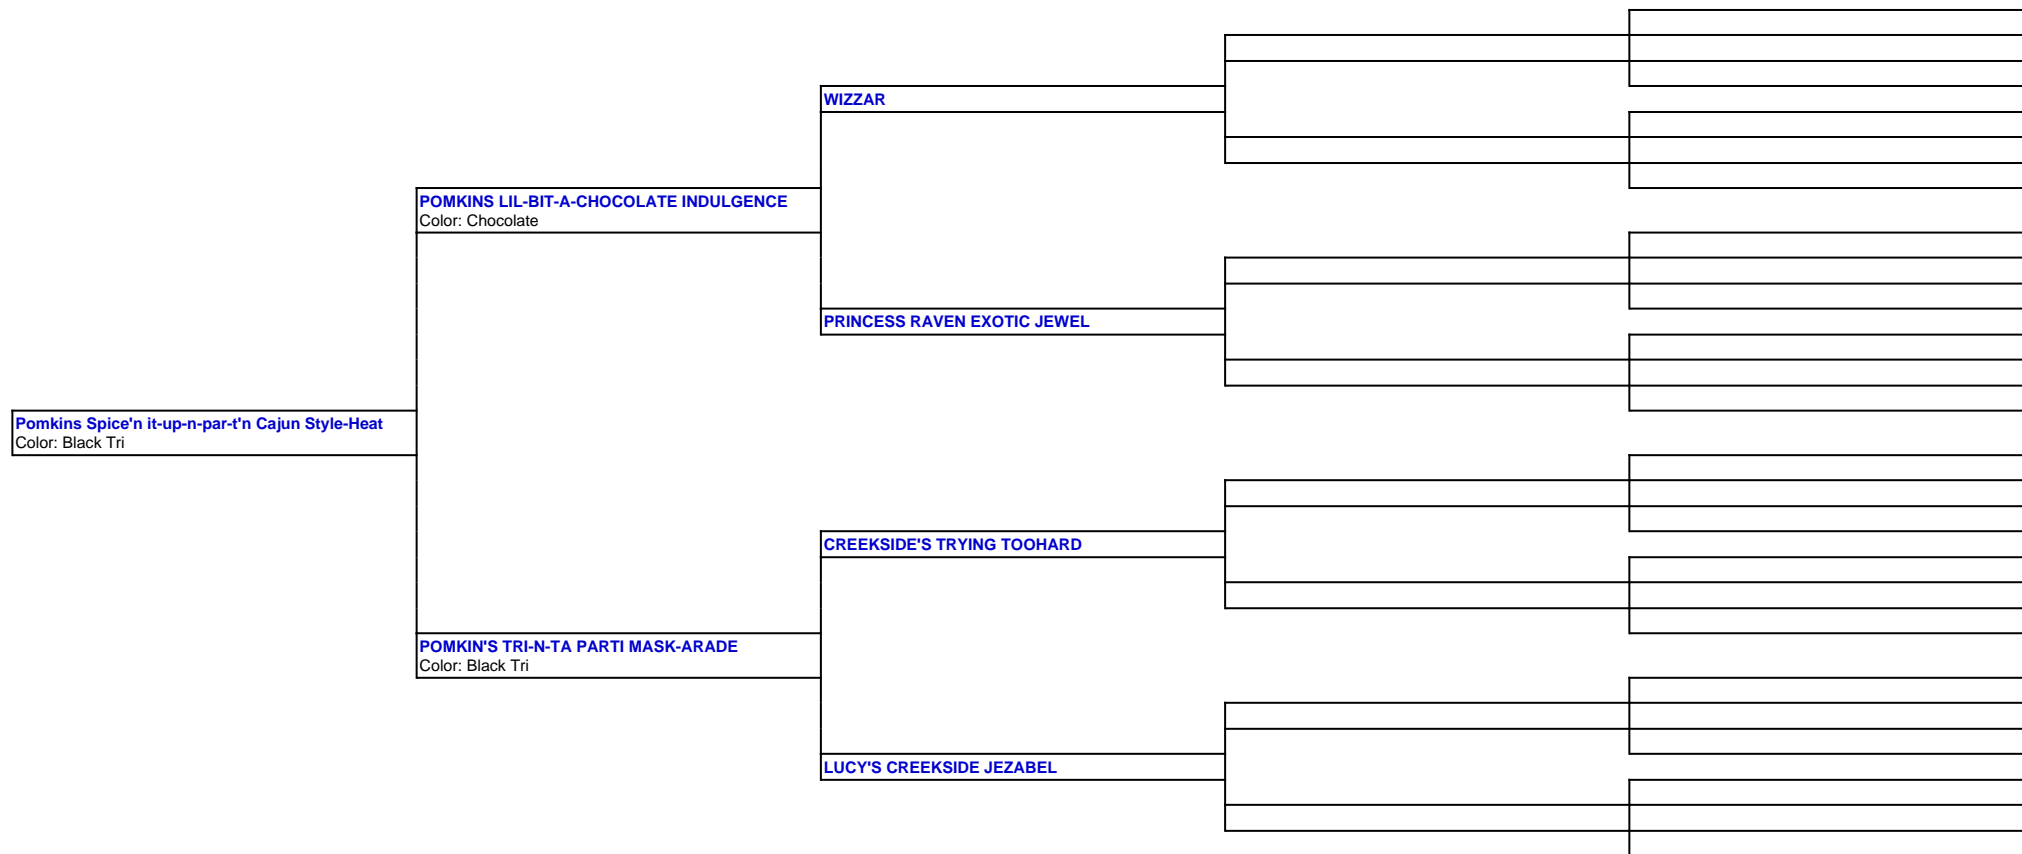 WIZZAR
POMKINS LIL-BIT-A-CHOCOLATE INDULGENCE
Color: Chocolate
PRINCESS RAVEN EXOTIC JEWEL
Pomkins Spice'n it-up-n-par-t'n Cajun Style-Heat
Color: Black Tri
CREEKSIDE'S TRYING TOOHARD
POMKIN'S TRI-N-TA PARTI MASK-ARADE
Color: Black Tri
LUCY'S CREEKSIDE JEZABEL